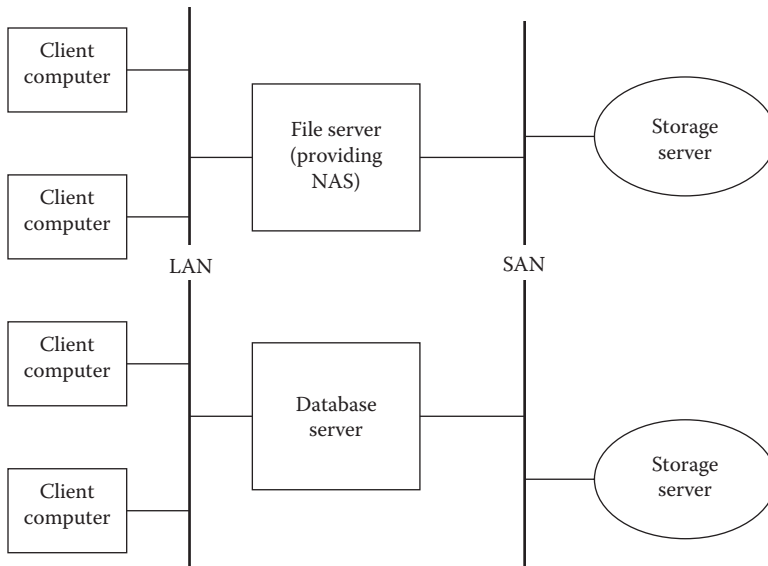 Client
computer
File server
(providing
NAS)
Storage
server
Client
computer
LAN
SAN
Client
computer
Database
server
Client
computer
Storage
server